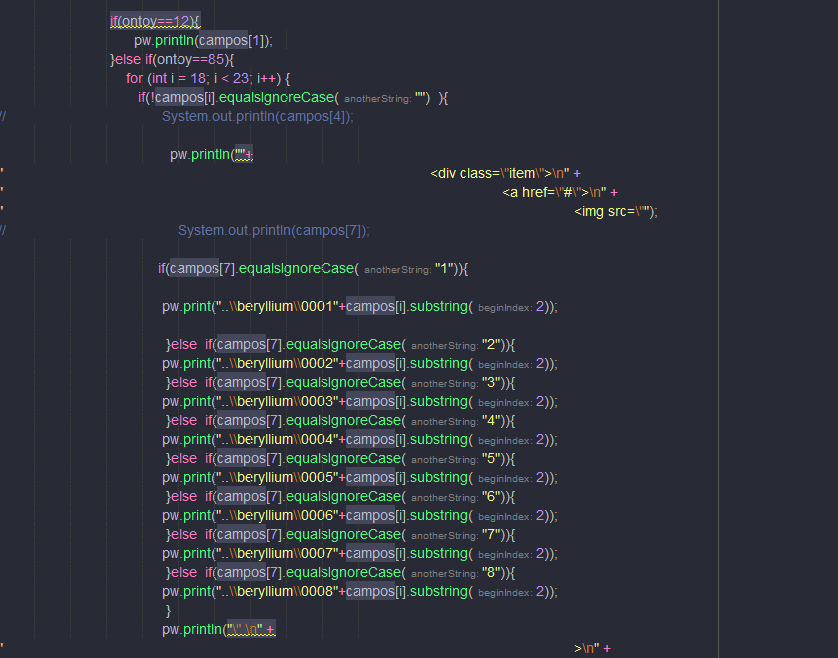 if(ontoy==12){
pw.println(campos[1]);
}else if(ontoy==85){
for (int i = 18; i < 23; i++) {
if(!campos[i].equalsIgnoreCase( anotherString: "") ){
// System.out.println(campos[4]);
pw.println(""+
" <div class=\"item\">\n" +
" <a href=\"#\">\n" +
" <img src=\"");
// System.out.println(campos[7]);
if(campos[7].equalsIgnoreCase( anotherString: "1")){
pw.print("..\\beryllium\\0001"+campos[i].substring( beginIndex: 2));
}else if(campos[7].equalsIgnoreCase( anotherString: "2")){
pw.print("..\\beryllium\\0002"+campos[i].substring( beginIndex: 2));
}else if(campos[7].equalsIgnoreCase( anotherString: "3")){
pw.print("..\\beryllium\\0003"+campos[i].substring( beginIndex: 2));
}else if(campos[7].equalsIgnoreCase( anotherString: "4")){
pw.print("..\\beryllium\\0004"+campos[i].substring( beginIndex: 2));
}else if(campos[7].equalsIgnoreCase( anotherString: "5")){
pw.print("..\\beryllium\\0005"+campos[i].substring( beginIndex: 2));
}else if(campos[7].equalsIgnoreCase( anotherString: "6")){
pw.print("..\\beryllium\\0006"+campos[i].substring( beginIndex: 2));
}else if(campos[7].equalsIgnoreCase( anotherString: "7")){
pw.print("..\\beryllium\\0007"+campos[i].substring( beginIndex: 2));
}else if(campos[7].equalsIgnoreCase( anotherString: "8")){
pw.print("..\\beryllium\\0008"+campos[i].substring( beginIndex: 2));
}
pw.println("\" \n" +
" >\n" +